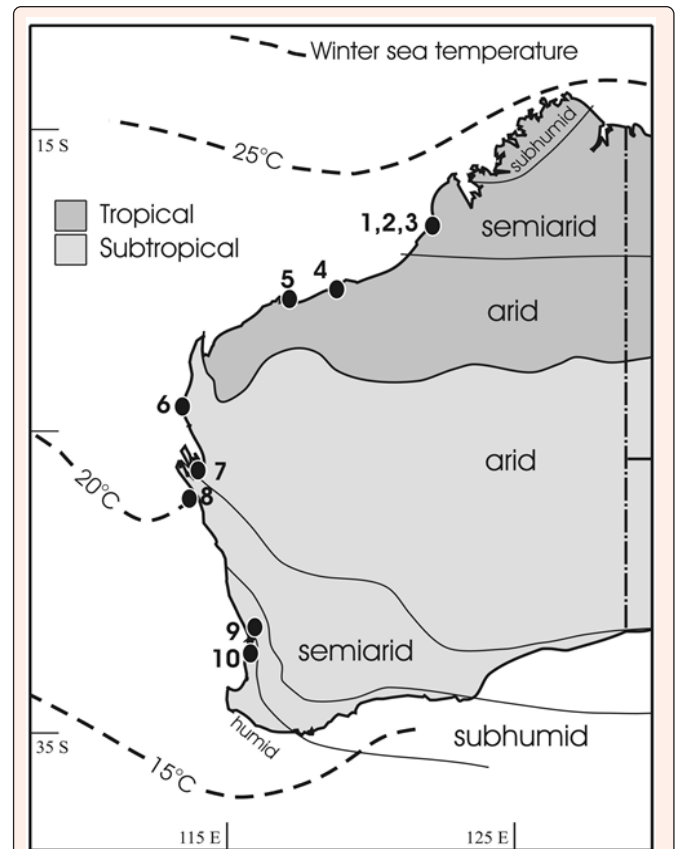 Winter sea temperature
15 S
25°C
subhumid
Tropical
Subtropical
1,2,3
semiarid
5
4
arid
6
arid
7
20°C
8
9
semiarid
10
humid
subhumid
35 S
15°C
115 E
125 E